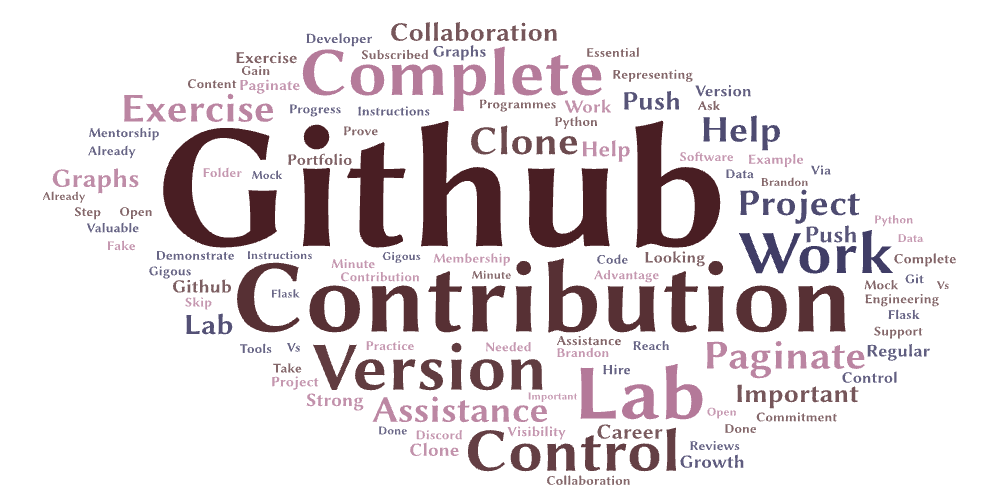 Collaboration
Developer
Subscribed
Graphs
Essential
Exercise
Complete
Gain
Representing
Content
Paginate
Version
Exercise
Progress
Instructions
Programmes
Work
Push
Ask
Python
Mentorship
Prove
Clone
Help
Help
Already
Portfolio
Software
Example
Github
Graphs
Folder
Mock
Data
Via
Brandon
Already
Step
Open
Project
Valuable
Python
Fake
Push
Data
Work
Demonstrate
Instructions
Gigous
Membership
Code
Looking
Complete
Gigous
Minute
Contribution
Minute
Advantage
Github
Contribution
Mock
Git
Vs
Skip
Flask
Engineering
Lab
Flask
Support
Tools
Vs
Practice
Needed
Assistance
Brandon
Reach
Paginate
Regular
Version
Take
Hire
Project
Lab
Control
Strong
Important
Important
Assistance
Open
Commitment
Done
Discord
Visibility
Career
Done
Clone
Control
Reviews
Growth
Collaboration